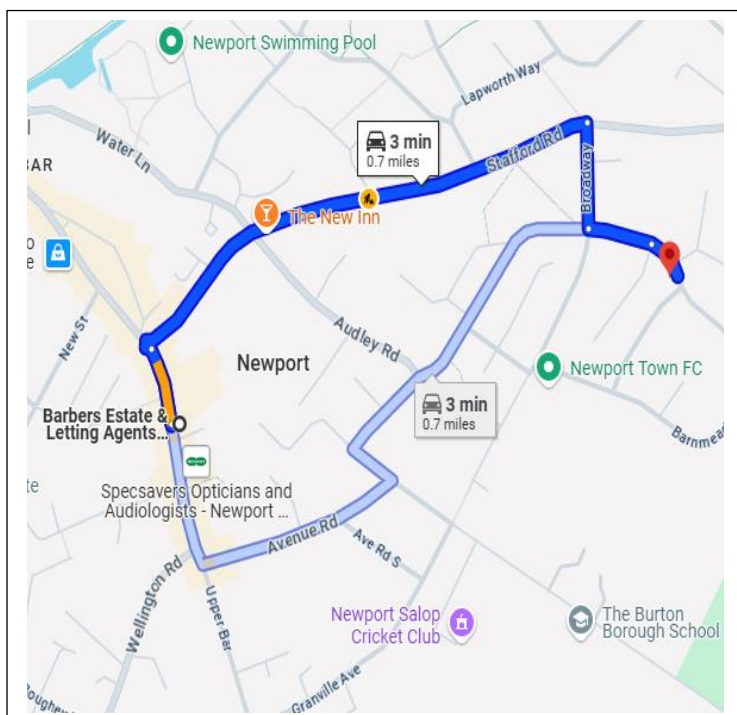 Newport Swimming Pool
Lapworth Way
Water Ln
BAR
3 min
0.7 miles
Stafford Rd
Broadway
The New Inn
New St
Audley Rd
Newport
Newport Town FC
3 min
0.7 miles
Barbers Estate &
Letting Agents...
Barnmead
Specsavers Opticians and
Audiologists - Newport ...
Avenue Rd
Ave Rd S
Wellington Rd
Upper Bar
Newport Salop
Cricket Club
The Burton
Borough School
Granville Ave